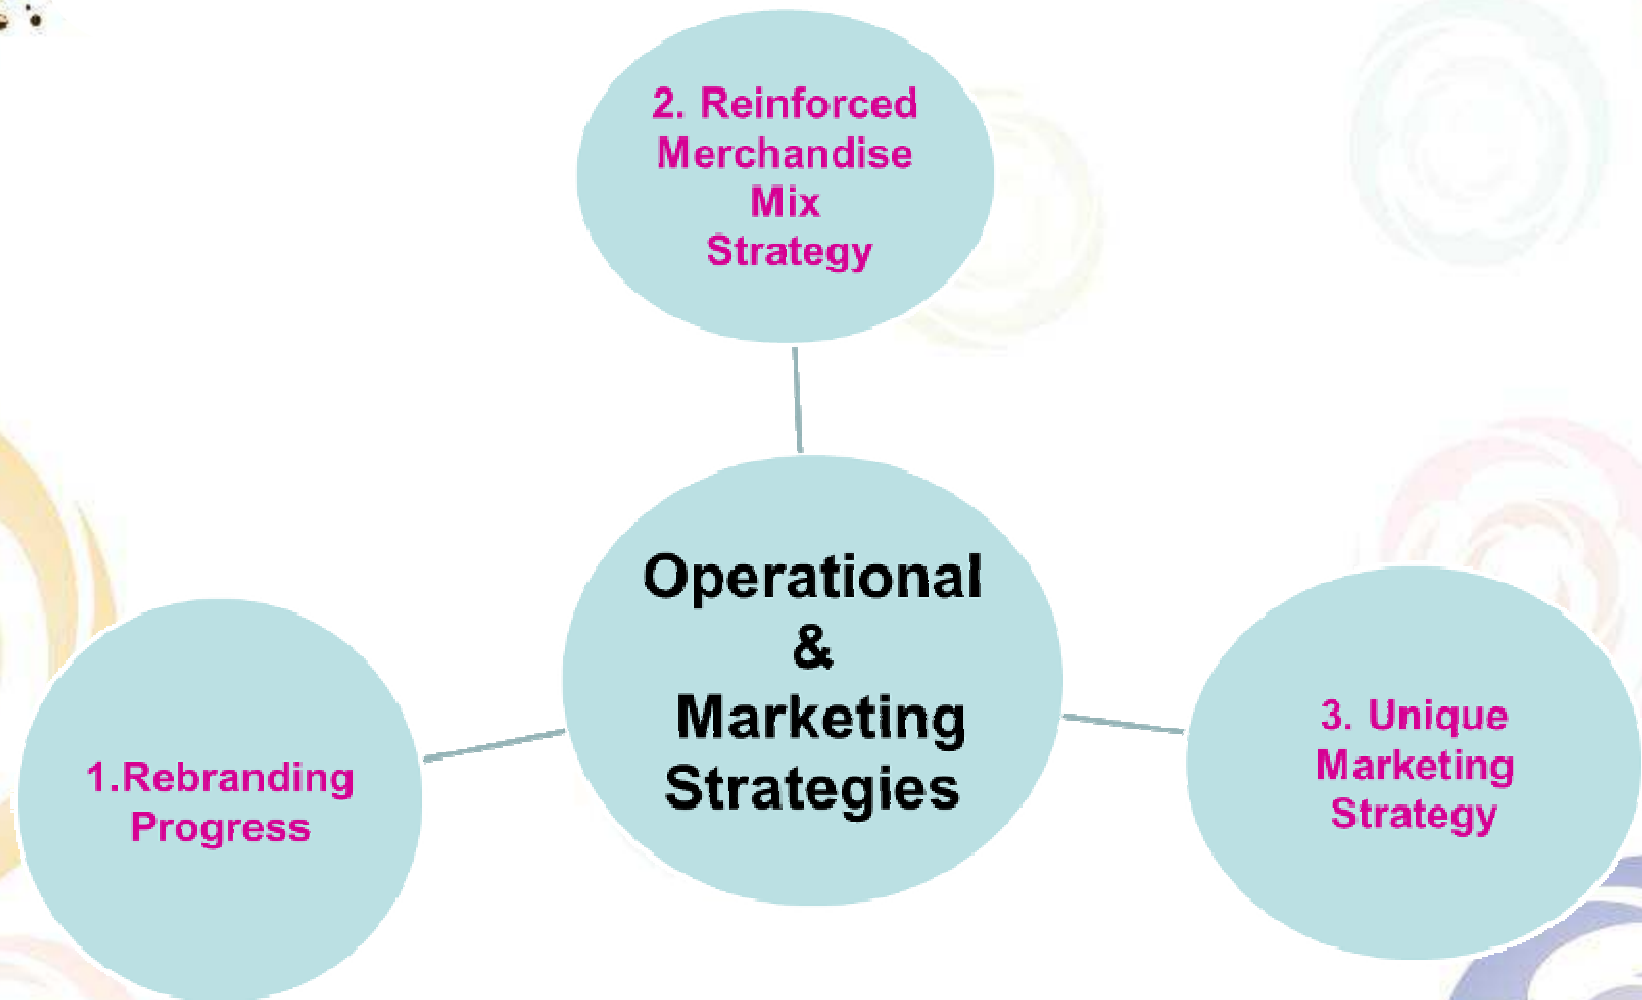 2. Reinforced
Merchandise
Mix
Strategy
Operational
&
Marketing
Strategies
1.Rebranding
Progress
3. Unique
Marketing
Strategy